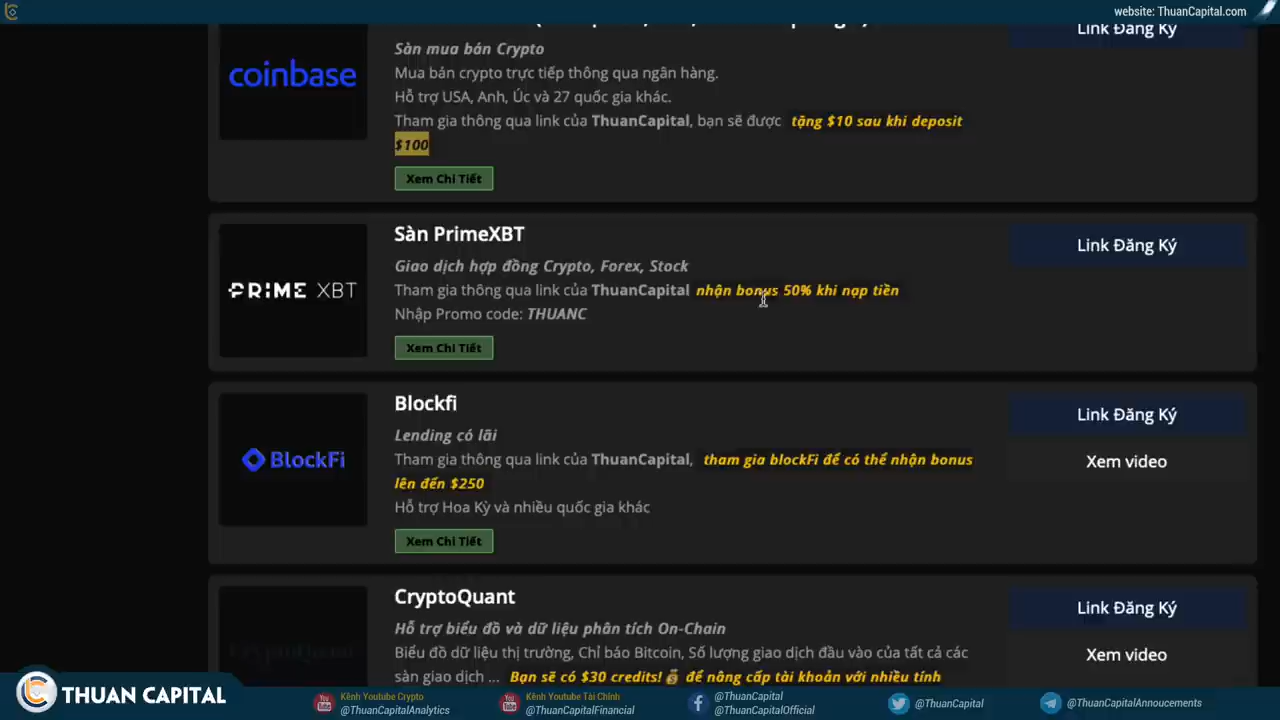 website: ThuanCapital.com
Link Đăng Ký
coinbase
Sàn mua bán Crypto
Mua bán crypto trực tiếp thông qua ngân hàng.
Hỗ trợ USA, Anh, Úc và 27 quốc gia khác.
Tham gia thông qua link của ThuanCapital, bạn sẽ được tặng $10 sau khi deposit
$100
Xem Chi Tiết
PRIME XBT
Sàn PrimeXBT
Link Đăng Ký
Giao dịch hợp đồng Crypto, Forex, Stock
Tham gia thông qua link của ThuanCapital nhận bonus 50% khi nạp tiền
Nhập Promo code: THUANC
Xem Chi Tiết
BlockFi
Blockfi
Link Đăng Ký
Lending có lãi
Xem video
Tham gia thông qua link của ThuanCapital, tham gia blockFi để có thể nhận bonus
lên đến $250
Hỗ trợ Hoa Kỳ và nhiều quốc gia khác
Xem Chi Tiết
CryptoQuant
CryptoQuant
Link Đăng Ký
Hỗ trợ biểu đồ và dữ liệu phân tích On-Chain
Biểu đồ dữ liệu thị trường, Chỉ báo Bitcoin, Số lượng giao dịch đầu vào của tất cả các
sàn giao dịch ... Bạn sẽ có $30 credits!💰 để nâng cấp tài khoản với nhiều tính
Xem video
THUAN CAPITAL
Kênh Youtube Crypto
@ThuanCapitalAnalytics
Kênh Youtube Tài Chính
@ThuanCapitalFinancial
@ThuanCapital
@ThuanCapitalOfficial
@ThuanCapital
@ThuanCapitalAnnoucements